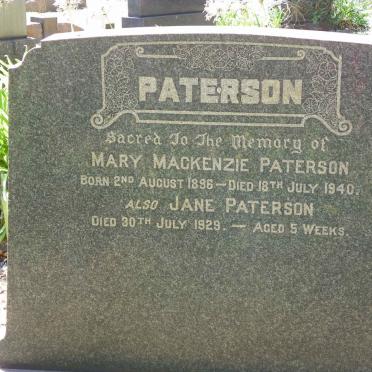 PATERSON
Sacred To The Memory of
MARY MACKENZIE PATERSON
BORN 2ND AUGUST 1896 — DIED 18TH JULY 1940.
ALSO JANE PATERSON
DIED 30TH JULY 1929. — AGED 5 WEEKS.